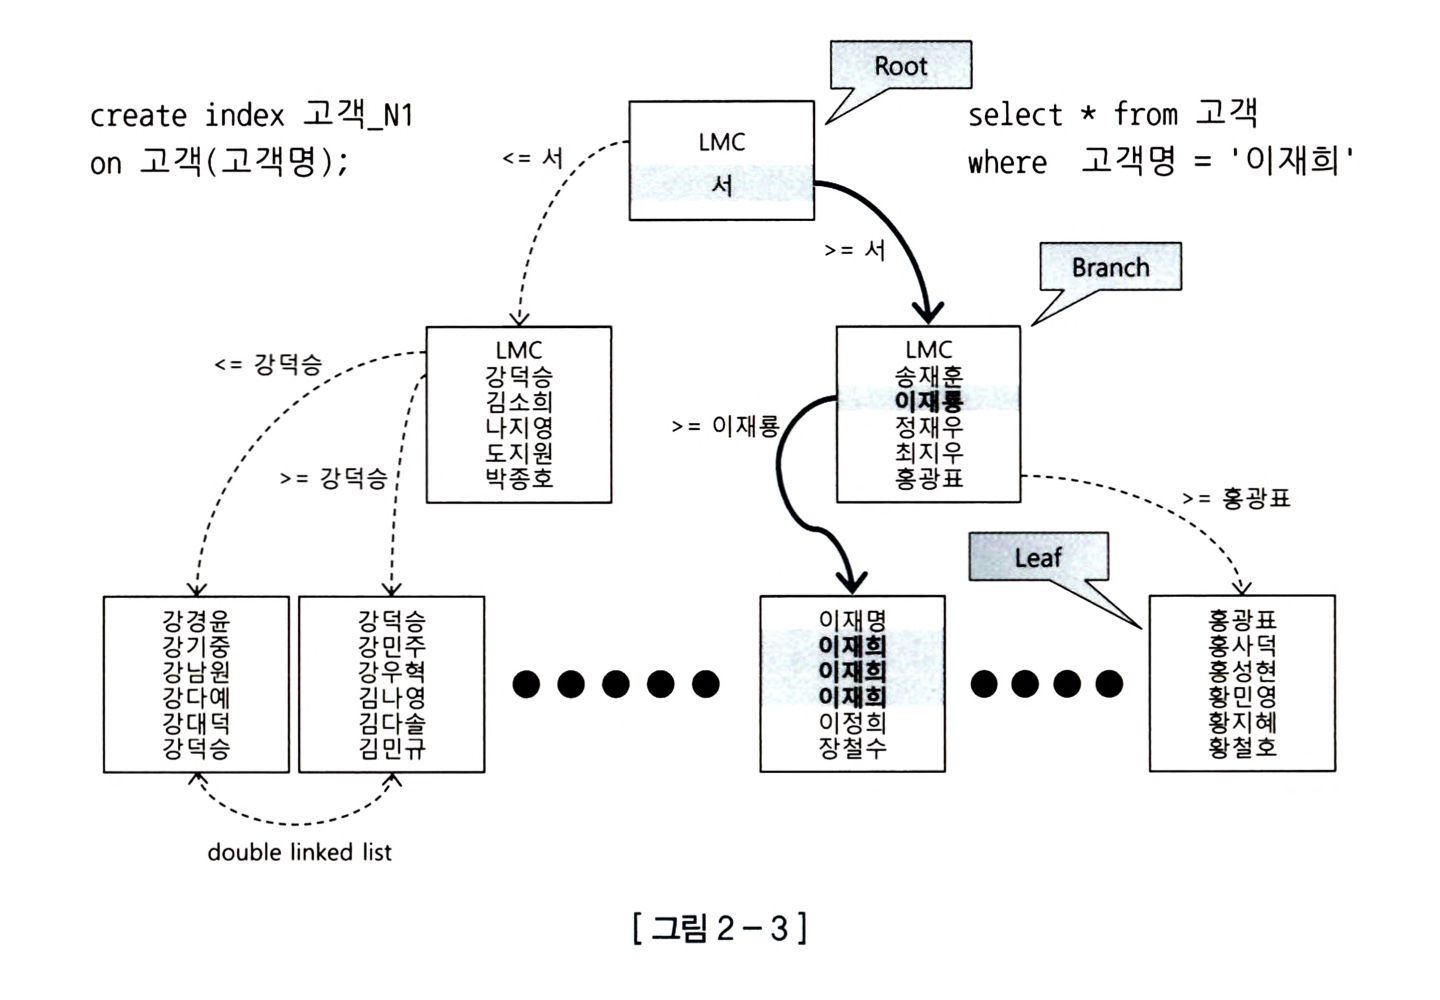 Root
create index 고객_N1
on 고객(고객명);
select * from 고객
where 고객명 = '이재희'
LMC
서
<= 서
>= 서
Branch
LMC
강덕승
김소희
나지영
도지원
박종호
LMC
송재훈
이재룡
정재우
최지우
홍광표
<= 강덕승
>= 강덕승
>= 이재룡
>= 홍광표
Leaf
강경윤
강기중
강남원
강다예
강대덕
강덕승
강덕승
강민주
강우혁
김나영
김다솔
김민규
이재명
이재희
이재희
이재희
이정희
장철수
홍광표
홍사덕
홍성현
황민영
황지혜
황철호
double linked list
[ 그림 2 - 3 ]